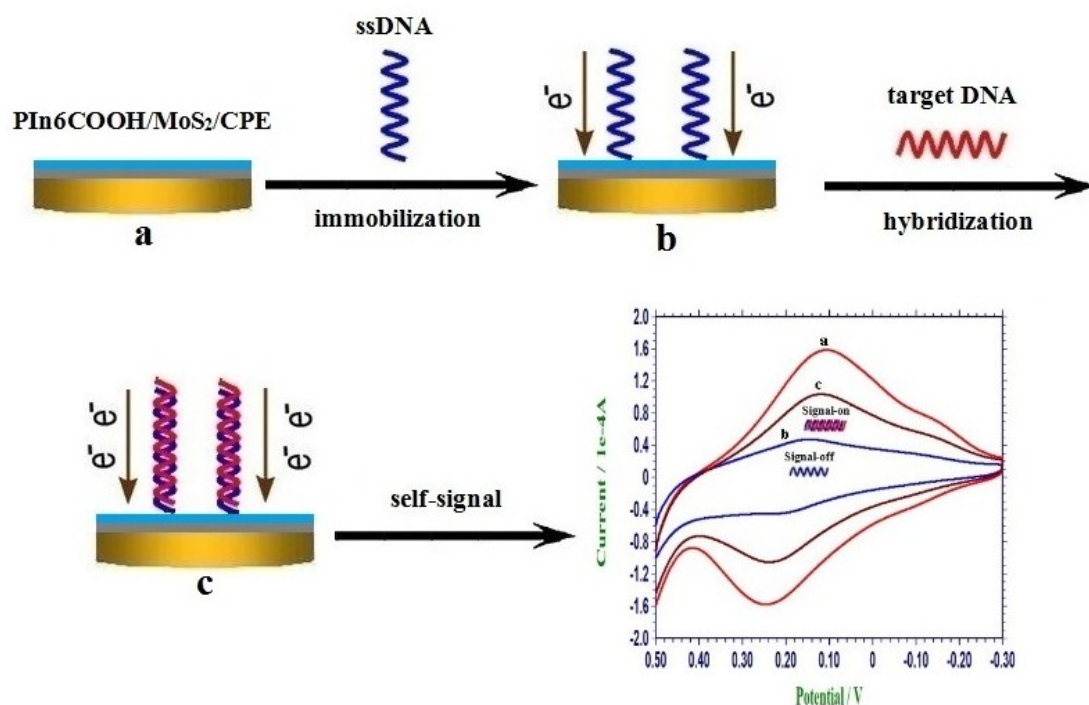 ssDNA
PIn6COOH/MoS₂/CPE
immobilization
e⁻
e⁻
target DNA
hybridization
a
b
e⁻ e⁻
e⁻ e⁻
self-signal
c
2.0
1.6
1.2
0.8
0.4
0
-0.4
-0.8
-1.2
-1.6
-2.0
Current / 1e-4A
a
c
Signal-on
b
Signal-off
0.50 0.40 0.30 0.20 0.10 0 -0.10 -0.20 -0.30
Potential / V